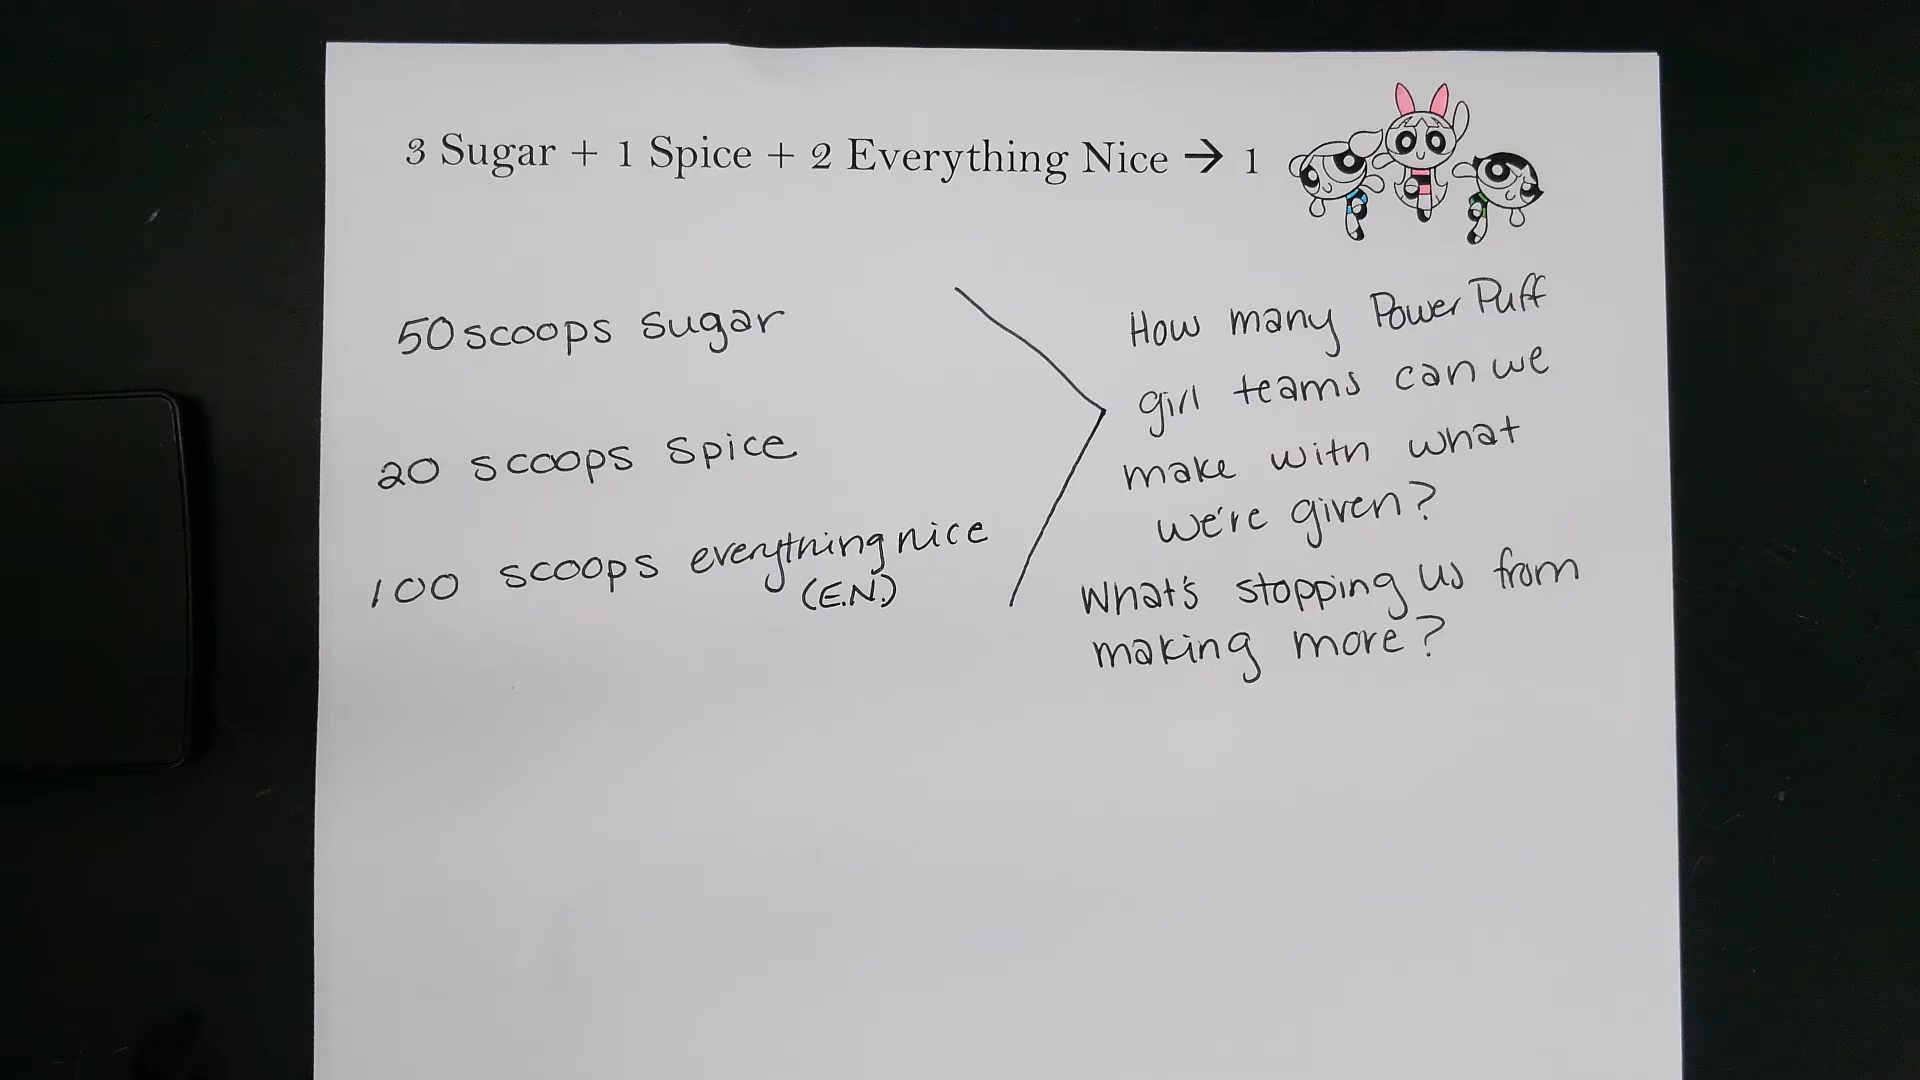 3 Sugar + 1 Spice + 2 Everything Nice → 1
50 scoops sugar
20 scoops spice
100 scoops everything nice
(E.N.)
How many Power Puff
girl teams can we
make with what
we're given?
What's stopping us from
making more?